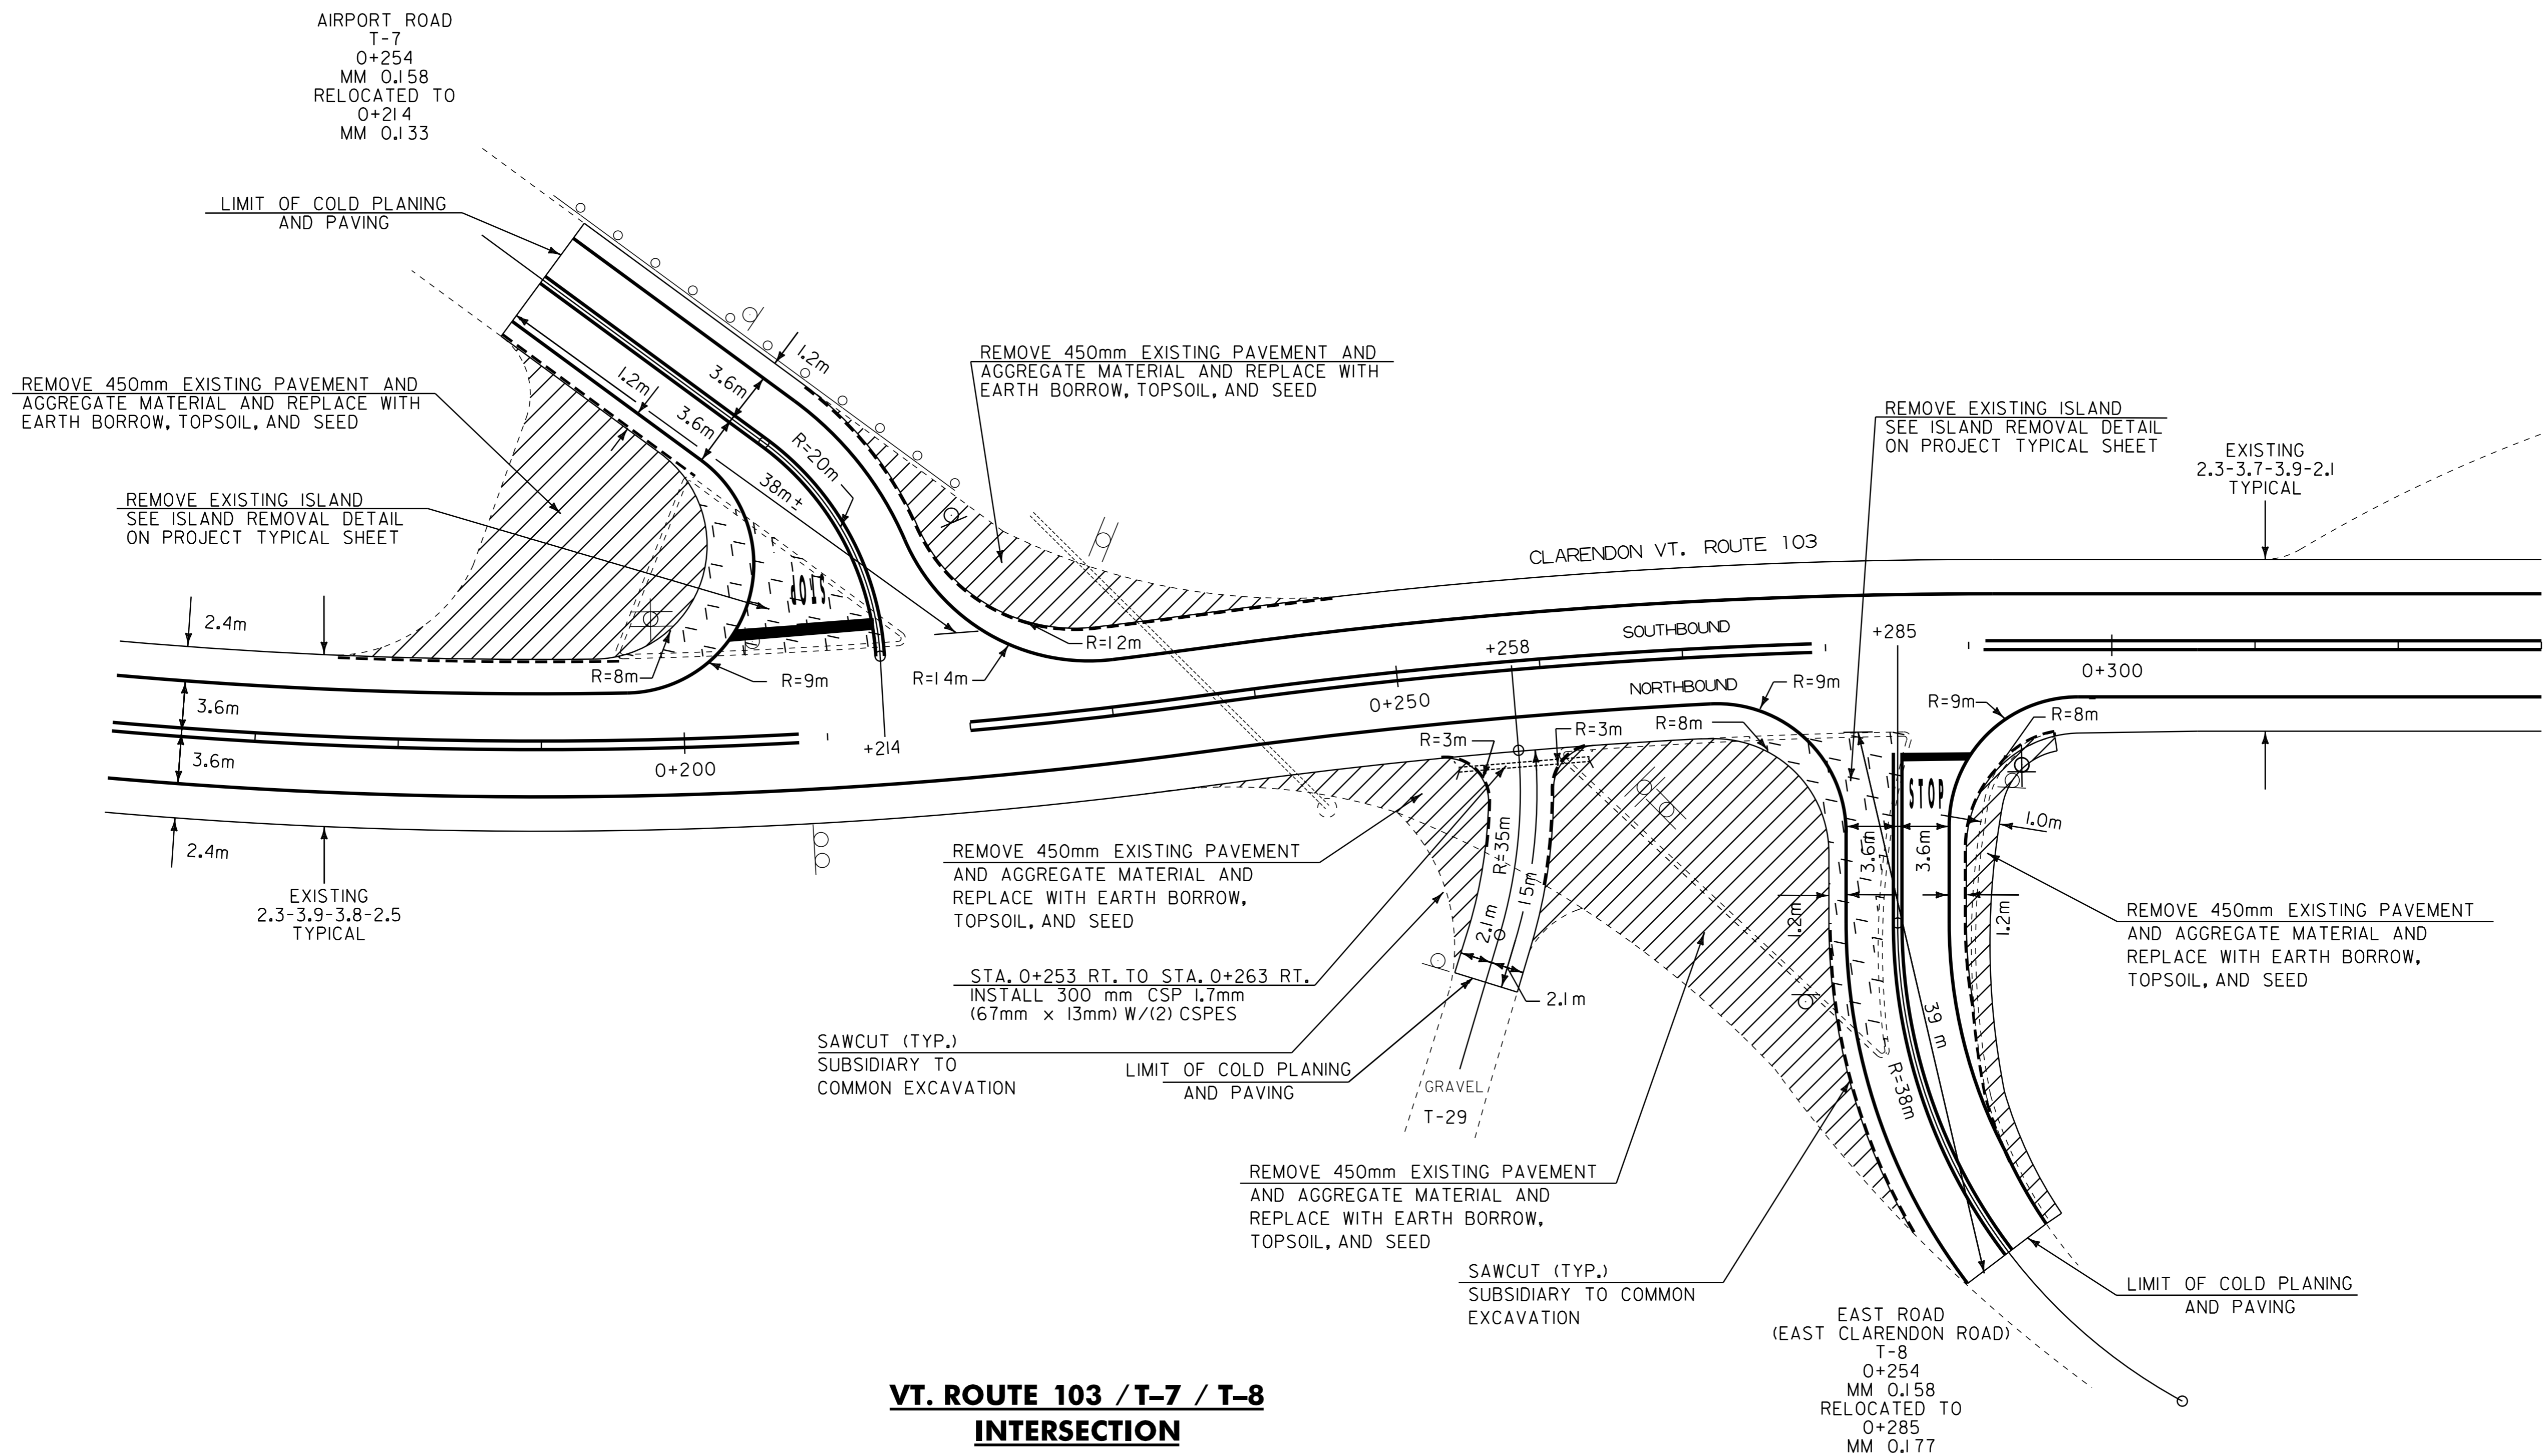 AIRPORT ROAD
T-7
0+254
MM 0.158
RELOCATED TO
0+214
MM 0.133
LIMIT OF COLD PLANING
AND PAVING
REMOVE 450mm EXISTING PAVEMENT AND
AGGREGATE MATERIAL AND REPLACE WITH
EARTH BORROW, TOPSOIL, AND SEED
REMOVE EXISTING ISLAND
SEE ISLAND REMOVAL DETAIL
ON PROJECT TYPICAL SHEET
1.2m
3.6m
1.2m
3.6m
R=20m
38m±
REMOVE 450mm EXISTING PAVEMENT AND
AGGREGATE MATERIAL AND REPLACE WITH
EARTH BORROW, TOPSOIL, AND SEED
REMOVE EXISTING ISLAND
SEE ISLAND REMOVAL DETAIL
ON PROJECT TYPICAL SHEET
EXISTING
2.3-3.7-3.9-2.1
TYPICAL
CLARENDON VT. ROUTE 103
STOP
2.4m
R=8m
R=9m
R=14m
R=12m
SOUTHBOUND
+258
+285
NORTHBOUND
R=9m
0+300
3.6m
3.6m
0+200
+214
0+250
R=3m
R=3m
R=8m
R=9m
R=8m
STOP
2.4m
EXISTING
2.3-3.9-3.8-2.5
TYPICAL
REMOVE 450mm EXISTING PAVEMENT
AND AGGREGATE MATERIAL AND
REPLACE WITH EARTH BORROW,
TOPSOIL, AND SEED
R=35m
15m
2.1m
2.1m
3.6m
3.6m
1.0m
1.2m
1.2m
REMOVE 450mm EXISTING PAVEMENT
AND AGGREGATE MATERIAL AND
REPLACE WITH EARTH BORROW,
TOPSOIL, AND SEED
STA. 0+253 RT. TO STA. 0+263 RT.
INSTALL 300 mm CSP 1.7mm
(67mm x 13mm) W/(2) CSPES
SAWCUT (TYP.)
SUBSIDIARY TO
COMMON EXCAVATION
LIMIT OF COLD PLANING
AND PAVING
GRAVEL
T-29
39 m
R=38m
REMOVE 450mm EXISTING PAVEMENT
AND AGGREGATE MATERIAL AND
REPLACE WITH EARTH BORROW,
TOPSOIL, AND SEED
SAWCUT (TYP.)
SUBSIDIARY TO COMMON
EXCAVATION
LIMIT OF COLD PLANING
AND PAVING
EAST ROAD
(EAST CLARENDON ROAD)
T-8
0+254
MM 0.158
RELOCATED TO
0+285
MM 0.177
VT. ROUTE 103 / T–7 / T–8
INTERSECTION